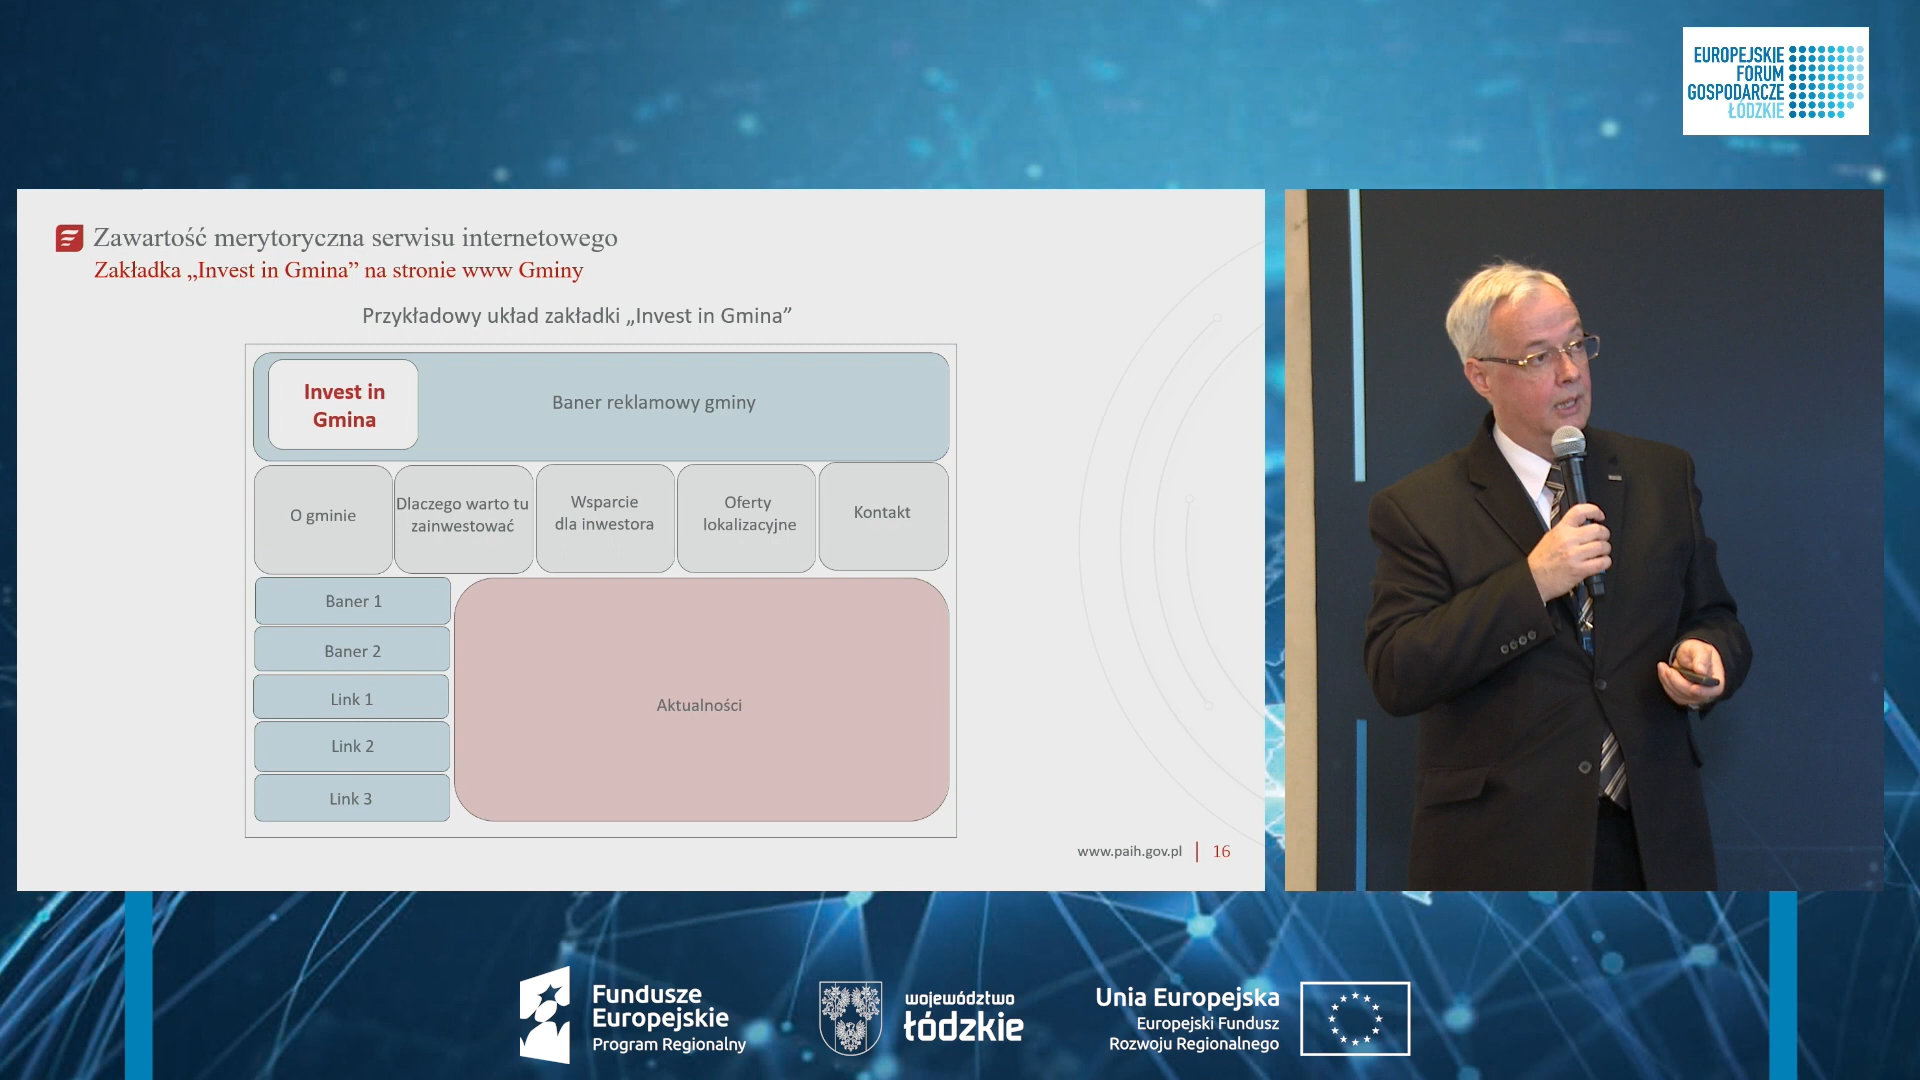 EUROPEJSKIE
FORUM
GOSPODARCZE
ŁÓDZKIE
Zawartość merytoryczna serwisu internetowego
Zakładka „Invest in Gmina” na stronie www Gminy
Przykładowy układ zakładki „Invest in Gmina”
Invest in
Gmina
Baner reklamowy gminy
O gminie
Dlaczego warto tu
zainwestować
Wsparcie
dla inwestora
Oferty
lokalizacyjne
Kontakt
Baner 1
Baner 2
Link 1
Link 2
Link 3
Aktualności
www.paih.gov.pl | 16
Fundusze
Europejskie
Program Regionalny
województwo
łódzkie
Unia Europejska
Europejski Fundusz
Rozwoju Regionalnego